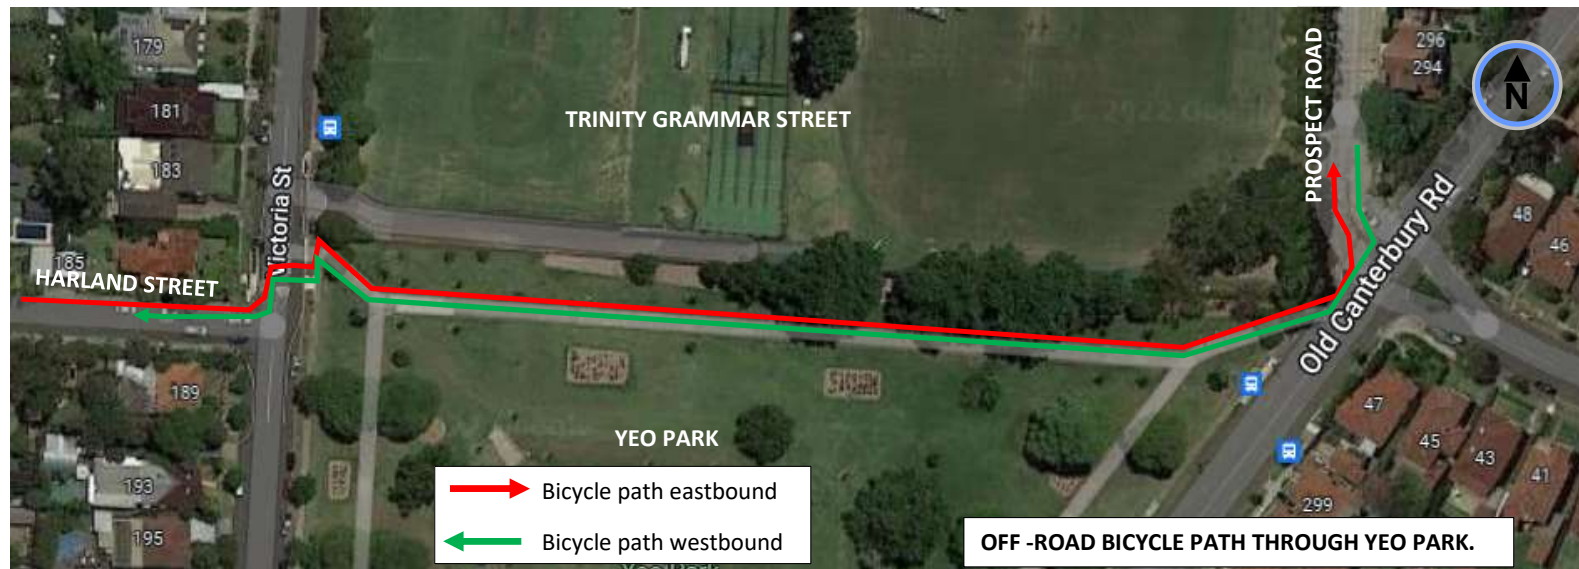 179
296
294
181
TRINITY GRAMMAR STREET
PROSPECT ROAD
N
183
Victoria St
48
46
185
HARLAND STREET
Old Canterbury Rd
189
47
45
43
41
YEO PARK
193
299
195
Bicycle path eastbound
Bicycle path westbound
OFF -ROAD BICYCLE PATH THROUGH YEO PARK.
Yeo Park